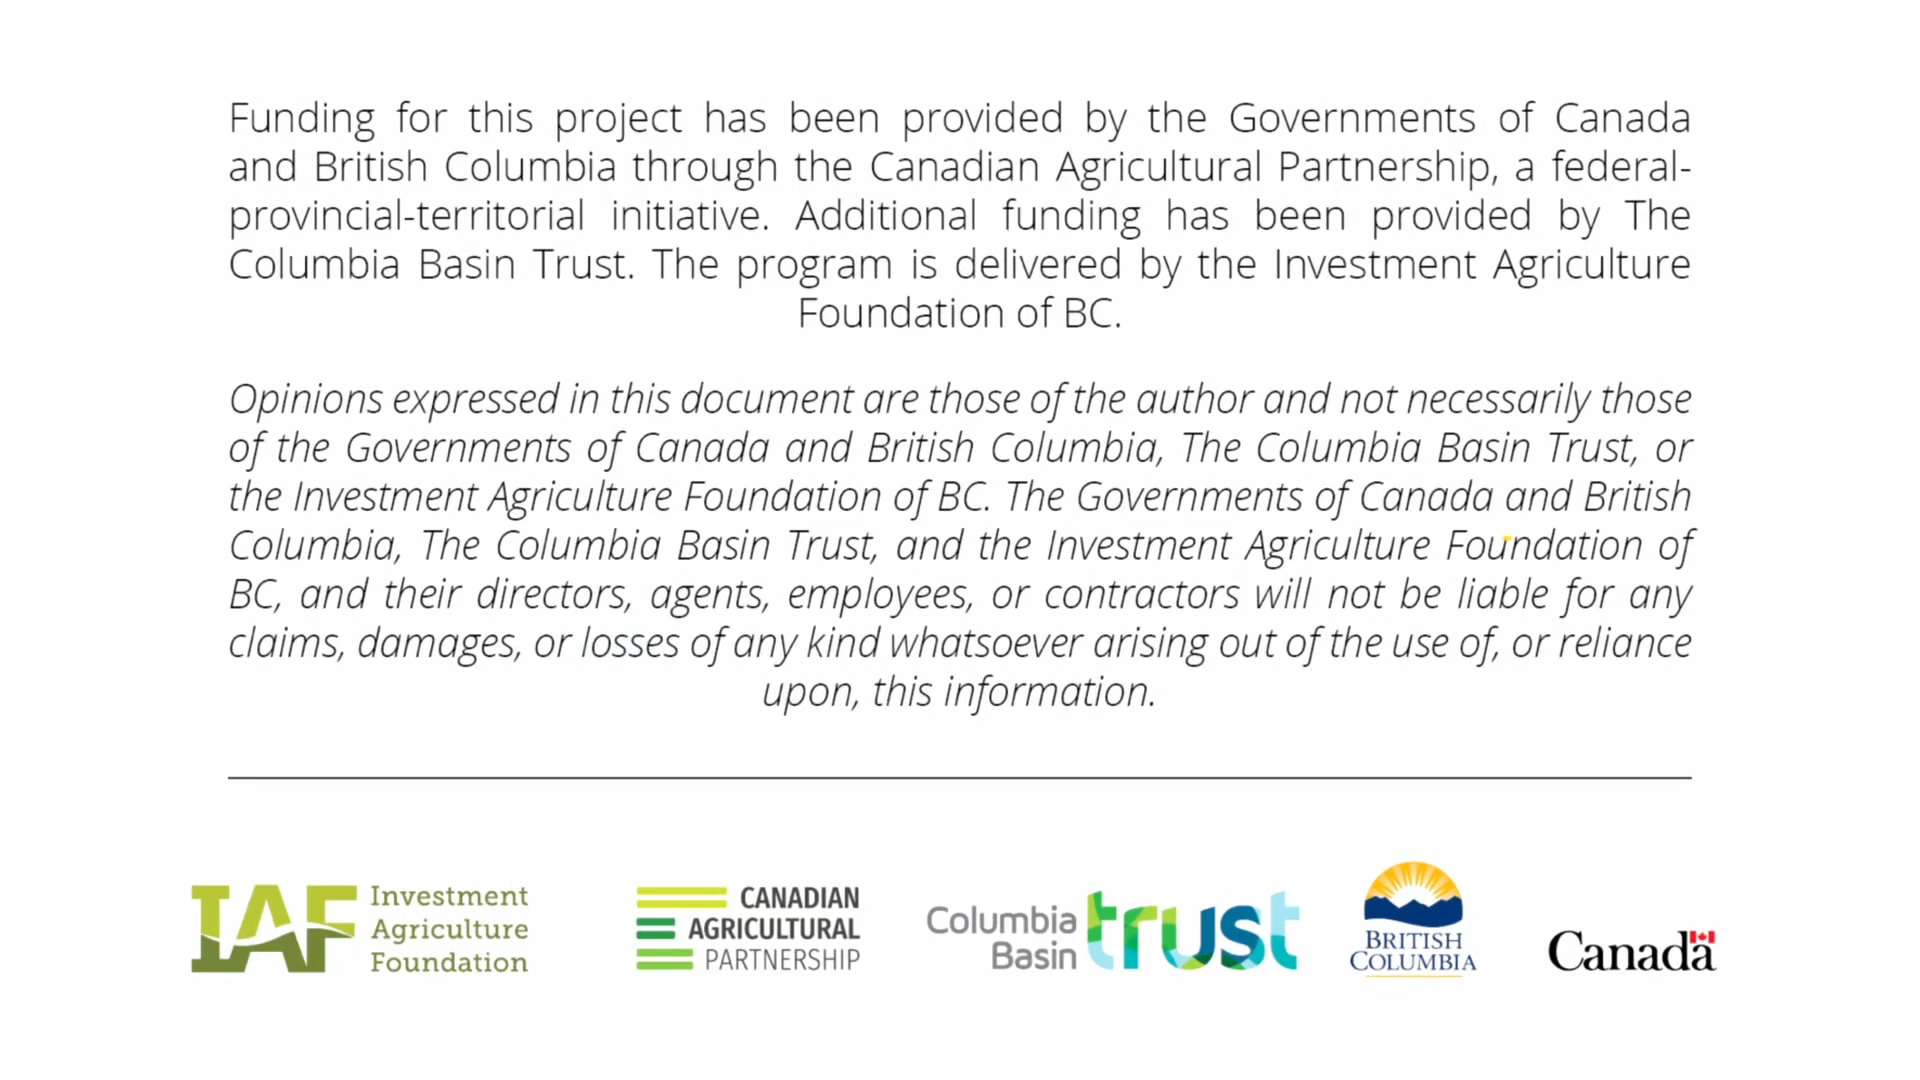 Funding for this project has been provided by the Governments of Canada
and British Columbia through the Canadian Agricultural Partnership, a federal-
provincial-territorial initiative. Additional funding has been provided by The
Columbia Basin Trust. The program is delivered by the Investment Agriculture
Foundation of BC.
Opinions expressed in this document are those of the author and not necessarily those
of the Governments of Canada and British Columbia, The Columbia Basin Trust, or
the Investment Agriculture Foundation of BC. The Governments of Canada and British
Columbia, The Columbia Basin Trust, and the Investment Agriculture Foundation of
BC, and their directors, agents, employees, or contractors will not be liable for any
claims, damages, or losses of any kind whatsoever arising out of the use of, or reliance
upon, this information.
IAF
Investment
Agriculture
Foundation
CANADIAN
AGRICULTURAL
PARTNERSHIP
Columbia
Basin
trust
BRITISH
COLUMBIA
Canada